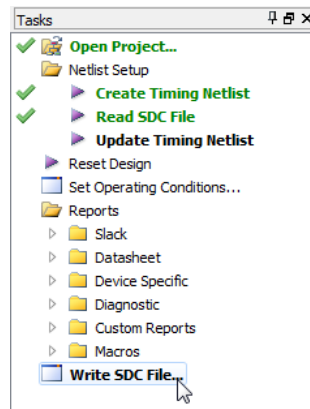 Tasks
Open Project...
Netlist Setup
Create Timing Netlist
Read SDC File
Update Timing Netlist
Reset Design
Set Operating Conditions...
Reports
Slack
Datasheet
Device Specific
Diagnostic
Custom Reports
Macros
Write SDC File...